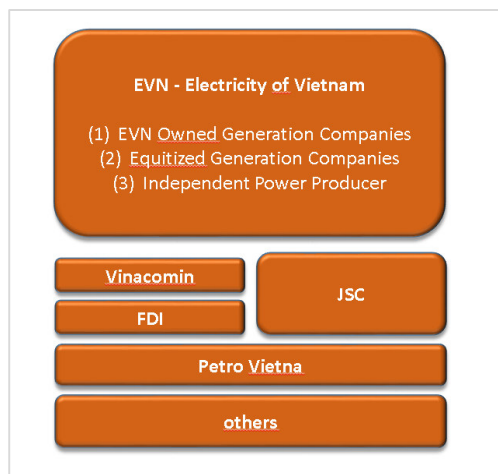 EVN - Electricity of Vietnam
(1) EVN Owned Generation Companies
(2) Equitized Generation Companies
(3) Independent Power Producer
Vinacomin
FDI
JSC
Petro Vietna
others